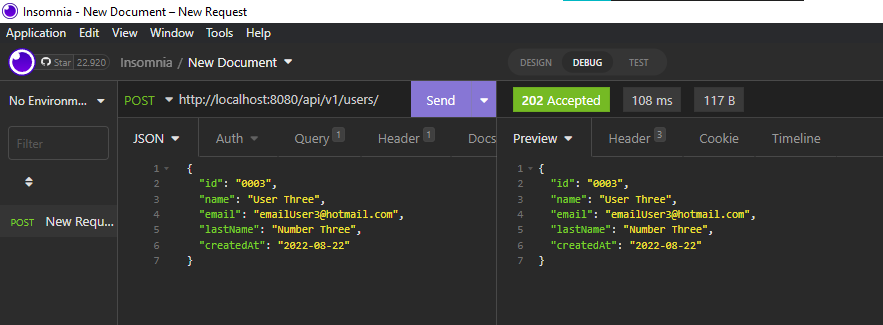 Insomnia - New Document – New Request
Application Edit View Window Tools Help
Star 22.920 Insomnia / New Document DESIGN DEBUG TEST
No Environm... POST http://localhost:8080/api/v1/users/ Send 202 Accepted 108 ms 117 B
Filter JSON Auth Query 1 Header 1 Docs Preview Header 3 Cookie Timeline
POST New Requ...
1 {
2 "id": "0003",
3 "name": "User Three",
4 "email": "emailUser3@hotmail.com",
5 "lastName": "Number Three",
6 "createdAt": "2022-08-22"
7 }
1 {
2 "id": "0003",
3 "name": "User Three",
4 "email": "emailUser3@hotmail.com",
5 "lastName": "Number Three",
6 "createdAt": "2022-08-22"
7 }